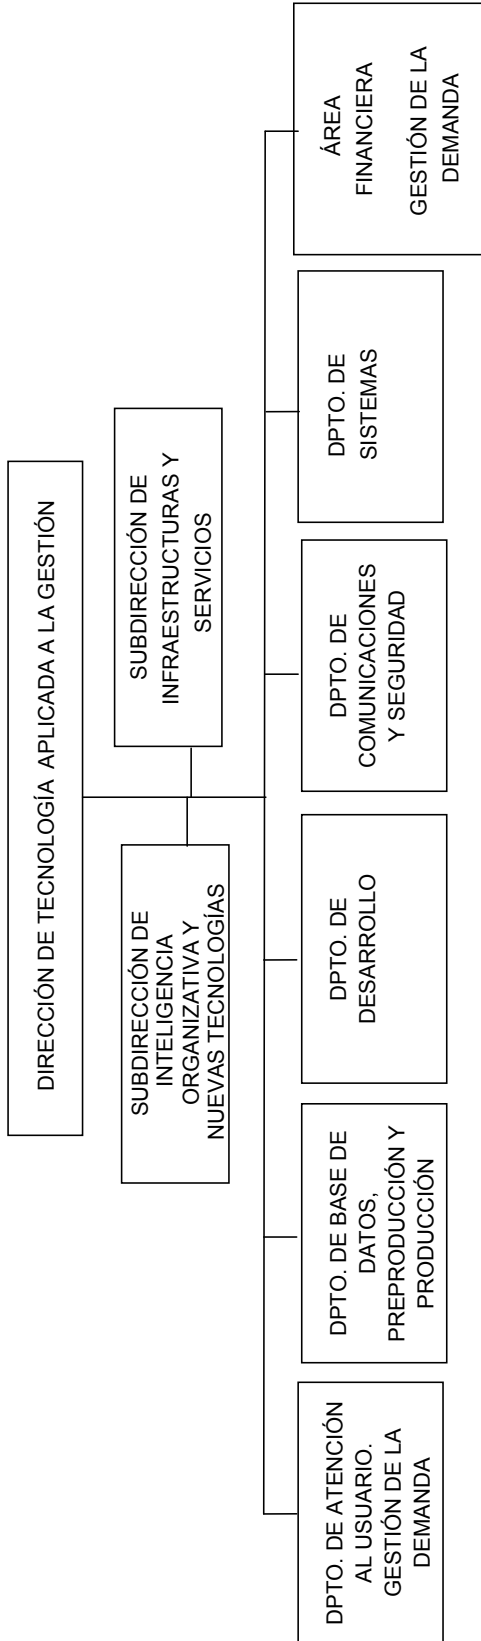 DIRECCIÓN DE TECNOLOGÍA APLICADA A LA GESTIÓN
SUBDIRECCIÓN DE
INTELIGENCIA
ORGANIZATIVA Y
NUEVAS TECNOLOGÍAS
SUBDIRECCIÓN DE
INFRAESTRUCTURAS Y
SERVICIOS
DPTO. DE ATENCIÓN
AL USUARIO.
GESTIÓN DE LA
DEMANDA
DPTO. DE BASE DE
DATOS,
PREPRODUCCIÓN Y
PRODUCCIÓN
DPTO. DE
DESARROLLO
DPTO. DE
COMUNICACIONES
Y SEGURIDAD
DPTO. DE
SISTEMAS
ÁREA
FINANCIERA
GESTIÓN DE LA
DEMANDA